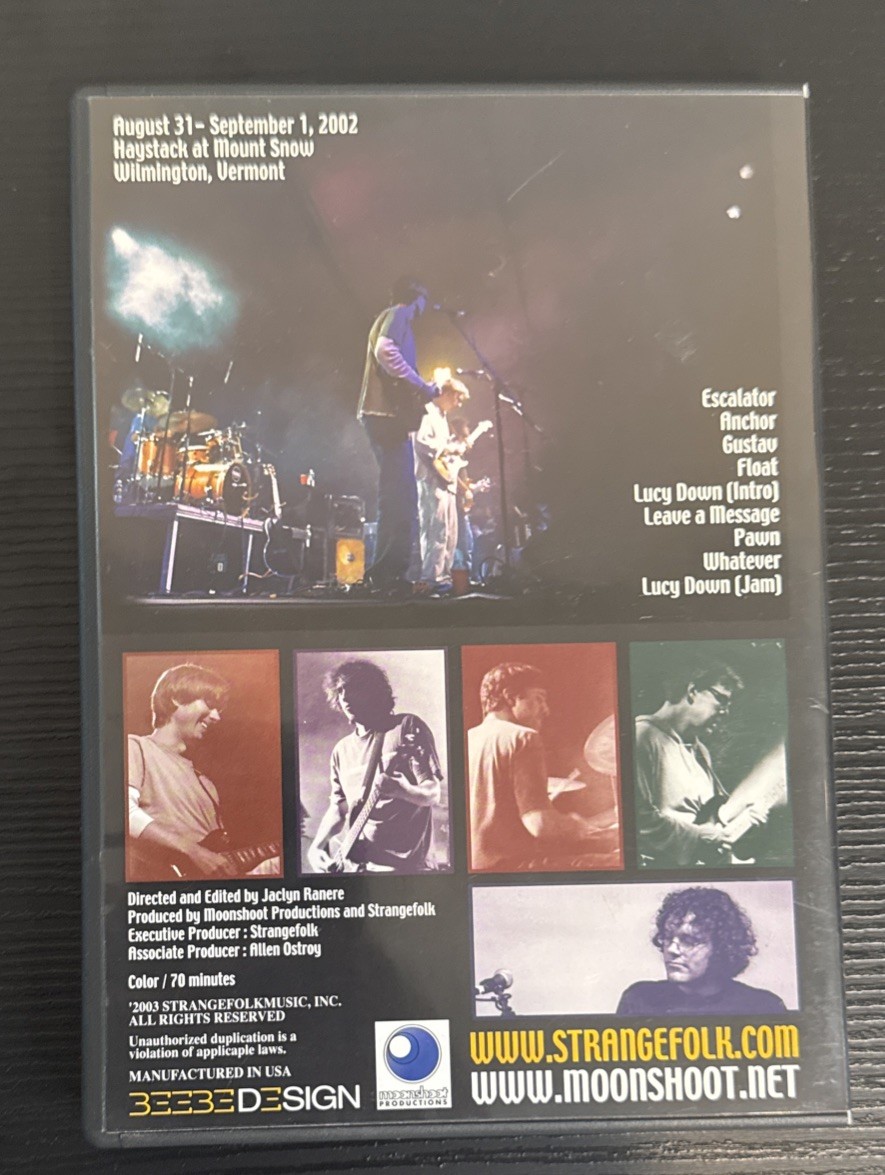 August 31- September 1, 2002
Haystack at Mount Snow
Wilmington, Vermont
Escalator
Anchor
Gustav
Float
Lucy Down (Intro)
Leave a Message
Pawn
Whatever
Lucy Down (Jam)
Directed and Edited by Jaclyn Ranere
Produced by Moonshoot Productions and Strangefolk
Executive Producer : Strangefolk
Associate Producer : Allen Ostroy
Color / 70 minutes
'2003 STRANGEFOLKMUSIC, INC.
ALL RIGHTS RESERVED
Unauthorized duplication is a
violation of applicaple laws.
MANUFACTURED IN USA
BEEBE DESIGN
moonshoot
PRODUCTIONS
WWW.STRANGEFOLK.COM
WWW.MOONSHOOT.NET